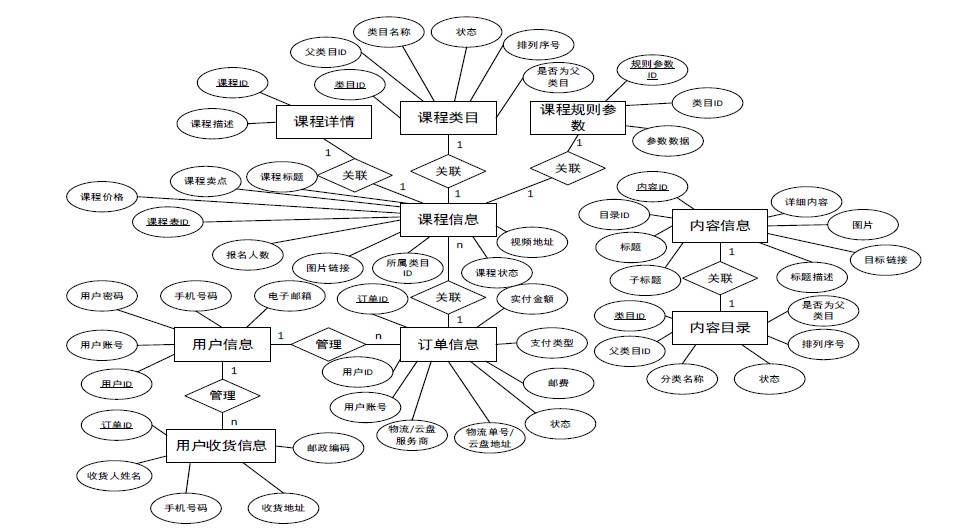 类目名称
状态
排列序号
父类目ID
是否为父
类目
规则参数
ID
课程ID
类目ID
类目ID
课程描述
课程详情
课程类目
课程规则参
数
参数数据
1
1
1
关联
关联
关联
课程价格
课程卖点
课程标题
1
1
1
内容ID
详细内容
课程表ID
课程信息
目录ID
内容信息
图片
报名人数
n
视频地址
标题
1
目标链接
图片链接
所属类目
ID
课程状态
子标题
关联
标题描述
用户密码
手机号码
电子邮箱
订单ID
关联
实付金额
1
类目ID
是否为父
类目
1
内容目录
用户账号
用户信息
1
管理
n
订单信息
支付类型
父类目ID
排列序号
用户ID
1
用户ID
邮费
分类名称
状态
管理
用户账号
订单ID
n
物流/云盘
服务商
物流单号/
云盘地址
状态
用户收货信息
邮政编码
收货人姓名
手机号码
收货地址